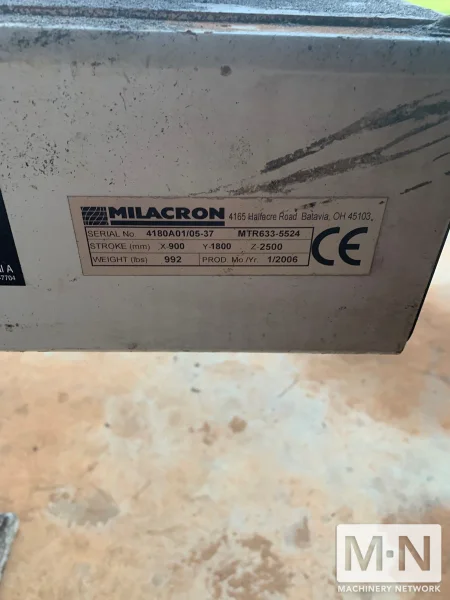 MILACRON 4165 Halfacre Road Batavia, OH 45103
SERIAL No. 4180A01/05-37 MTR633-5524
STROKE (mm) X-900 Y-1800 Z-2500
WEIGHT (lbs) 992 PROD. Mo./Yr. 1/2006
CE
A
7704
M·N
MACHINERY NETWORK